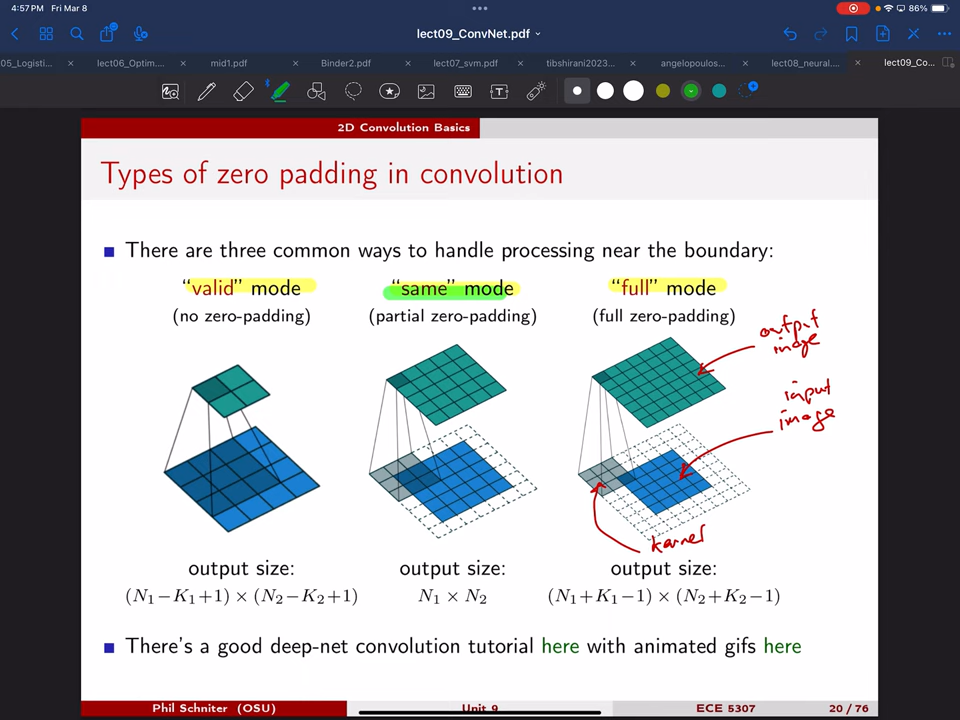 4:57 PM Fri Mar 8
86%
lect09_ConvNet.pdf
05_Logisti...
lect06_Optim...
mid1.pdf
Binder2.pdf
lect07_svm.pdf
tibshirani2023...
angelopoulos...
lect08_neural...
lect09_Co...
2D Convolution Basics
Types of zero padding in convolution
There are three common ways to handle processing near the boundary:
“valid” mode
(no zero-padding)
“same” mode
(partial zero-padding)
“full” mode
(full zero-padding)
output
image
input
image
kernel
output size:
(N₁−K₁+1) × (N₂−K₂+1)
output size:
N₁ × N₂
output size:
(N₁+K₁−1) × (N₂+K₂−1)
There’s a good deep-net convolution tutorial here with animated gifs here
Phil Schniter (OSU)
Unit 9
ECE 5307
20 / 76